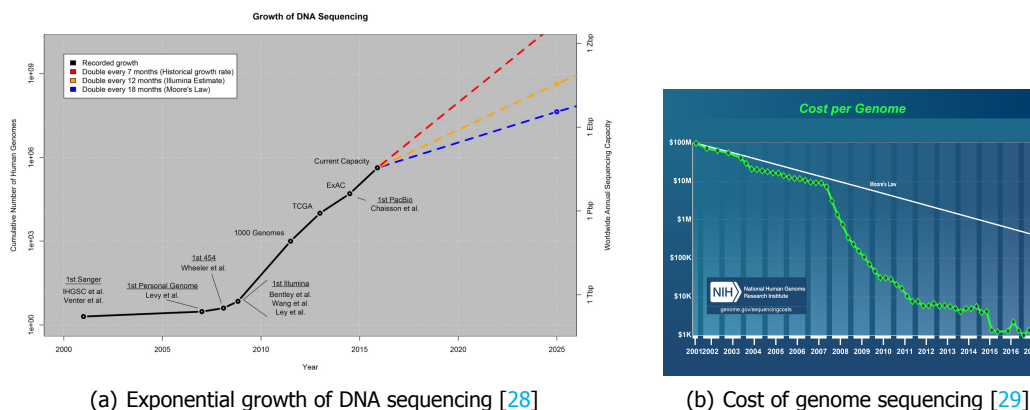 Growth of DNA Sequencing
Recorded growth
Double every 7 months (Historical growth rate)
Double every 12 months (Illumina Estimate)
Double every 18 months (Moore's Law)
Cumulative Number of Human Genomes
1e+09
1e+06
1e+03
1e+00
Worldwide Annual Sequencing Capacity
1 Zbp
1 Ebp
1 Pbp
1 Tbp
Current Capacity
ExAC
1st PacBio
Chaisson et al.
TCGA
1000 Genomes
1st 454
Wheeler et al.
1st Sanger
IHGSC et al.
Venter et al.
1st Personal Genome
Levy et al.
1st Illumina
Bentley et al.
Wang et al.
Ley et al.
2000 2005 2010 2015 2020 2025
Year
(a) Exponential growth of DNA sequencing [28]
Cost per Genome
$100M
$10M
$1M
$100K
$10K
$1K
Moore's Law
NIH National Human Genome
Research Institute
genome.gov/sequencingcosts
2001 2002 2003 2004 2005 2006 2007 2008 2009 2010 2011 2012 2013 2014 2015 2016
(b) Cost of genome sequencing [29]